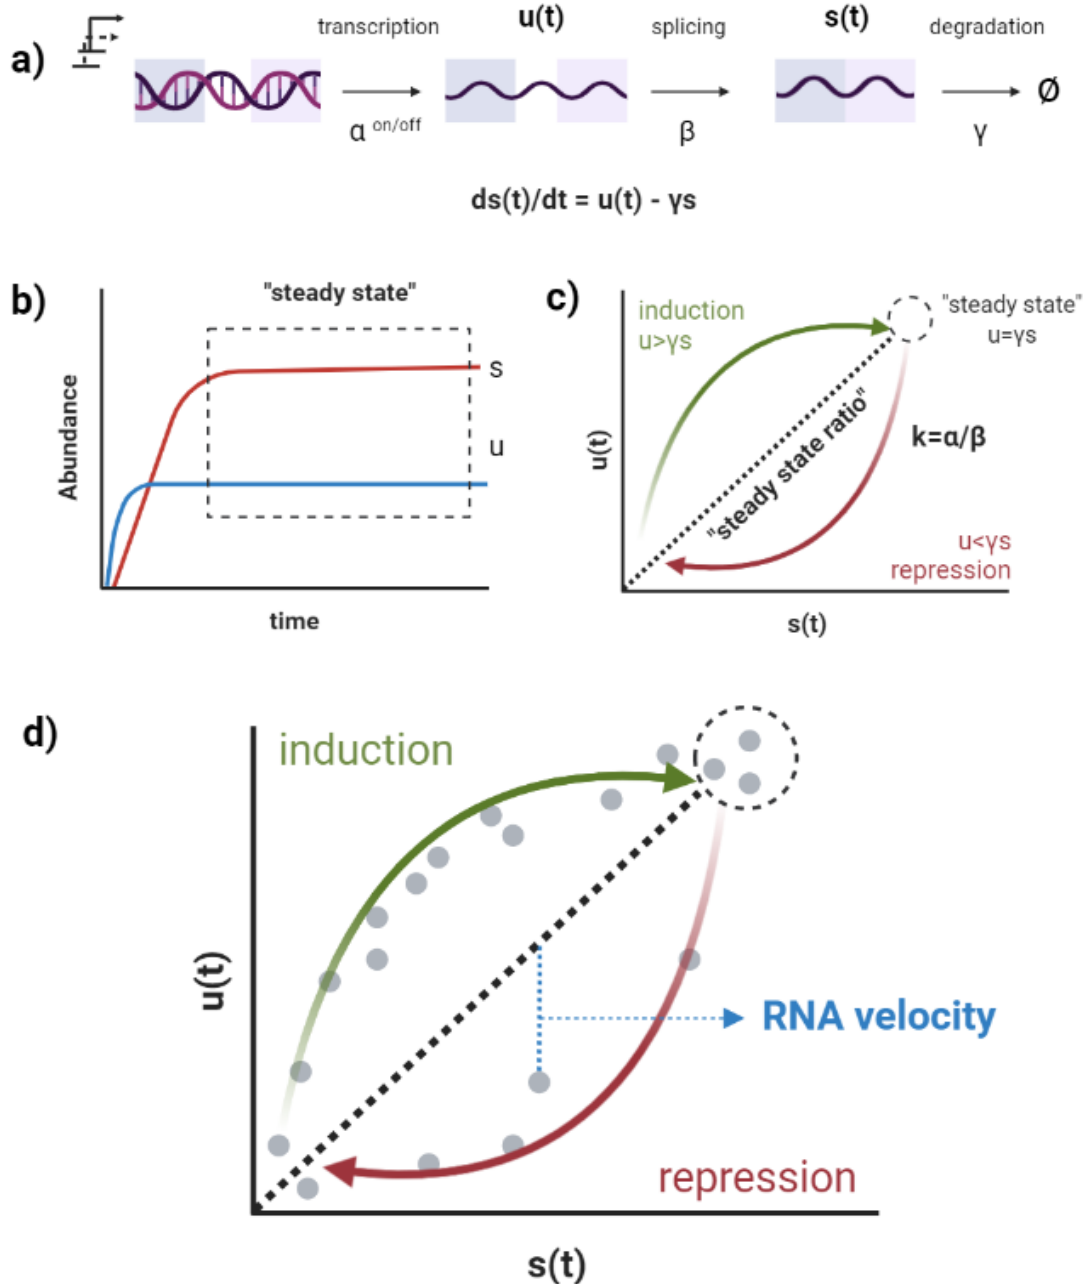 a)
transcription
u(t)
splicing
s(t)
degradation
α on/off
β
γ
Ø
ds(t)/dt = u(t) - γs
b)
"steady state"
s
u
Abundance
time
c)
induction
u>γs
"steady state"
u=γs
"steady state ratio"
k=α/β
u<γs
repression
u(t)
s(t)
d)
induction
RNA velocity
repression
u(t)
s(t)